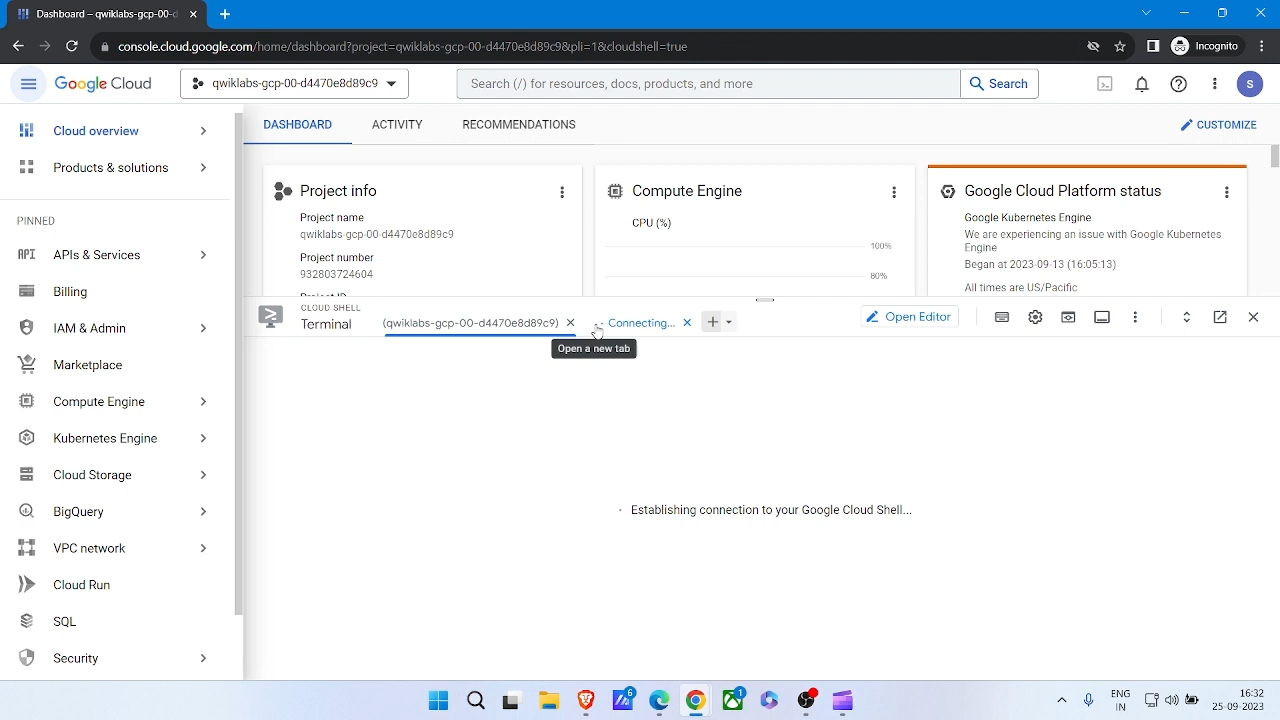 Dashboard – qwiklabs-gcp-00-d4
console.cloud.google.com/home/dashboard?project=qwiklabs-gcp-00-d4470e8d89c98&pli=1&cloudshell=true
Incognito
Google Cloud
qwiklabs-gcp-00-d4470e8d89c9
Search (/) for resources, docs, products, and more
Search
S
Cloud overview
Products & solutions
PINNED
APIs & Services
Billing
IAM & Admin
Marketplace
Compute Engine
Kubernetes Engine
Cloud Storage
BigQuery
VPC network
Cloud Run
SQL
Security
DASHBOARD
ACTIVITY
RECOMMENDATIONS
CUSTOMIZE
Project info
Project name
qwiklabs-gcp-00-d4470e8d89c9
Project number
932803724604
Project ID
Compute Engine
CPU (%)
100%
80%
Google Cloud Platform status
Google Kubernetes Engine
We are experiencing an issue with Google Kubernetes
Engine
Began at 2023-09-13 (16:05:13)
All times are US/Pacific
CLOUD SHELL
Terminal
(qwiklabs-gcp-00-d4470e8d89c9)
Connecting...
Open Editor
Open a new tab
Establishing connection to your Google Cloud Shell...
6
1
ENG
IN
16:32
25-09-2023